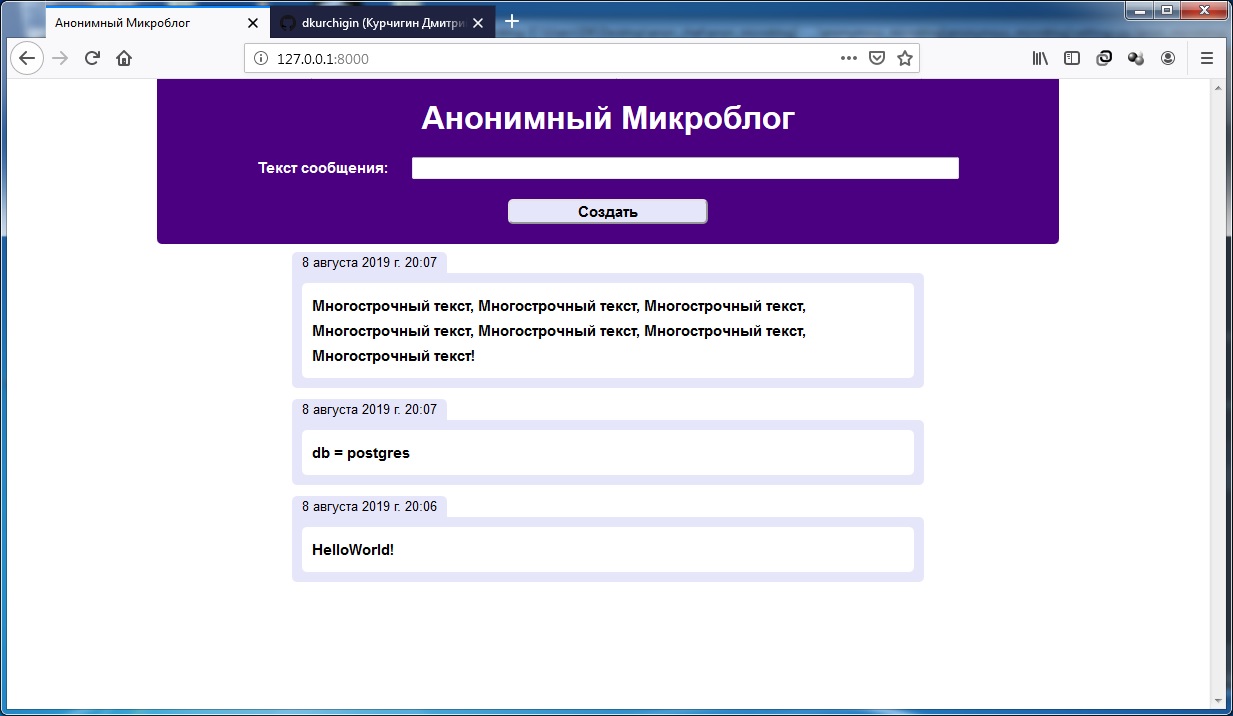 Анонимный Микроблог
dkurchigin (Курчигин Дмитри
127.0.0.1:8000
Анонимный Микроблог
Текст сообщения:
Создать
8 августа 2019 г. 20:07
Многострочный текст, Многострочный текст, Многострочный текст,
Многострочный текст, Многострочный текст, Многострочный текст,
Многострочный текст!
8 августа 2019 г. 20:07
db = postgres
8 августа 2019 г. 20:06
HelloWorld!